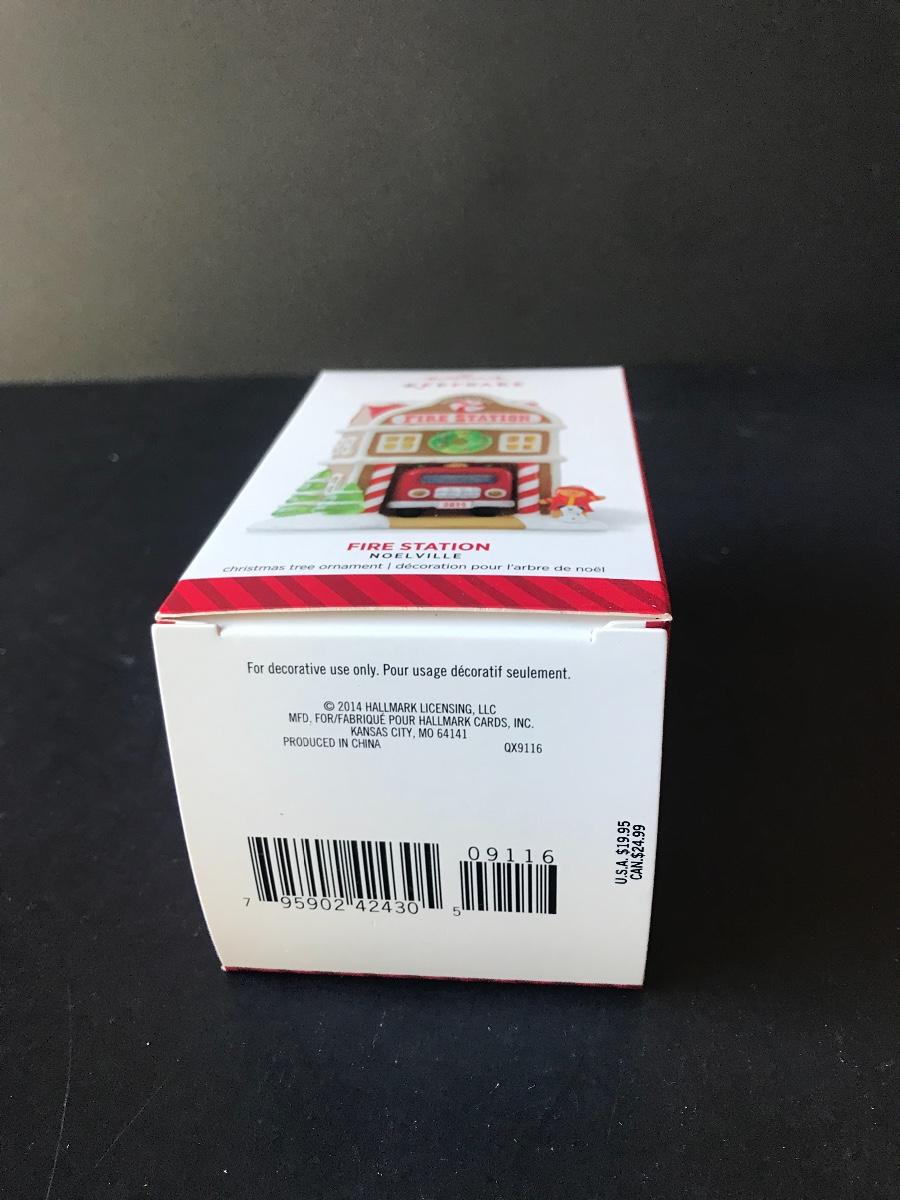 KEEPSAKE
FIRE STATION
2014
FIRE STATION
NOELVILLE
christmas tree ornament | décoration pour l'arbre de noël
For decorative use only. Pour usage décoratif seulement.
© 2014 HALLMARK LICENSING, LLC
MFD. FOR/FABRIQUÉ POUR HALLMARK CARDS, INC.
KANSAS CITY, MO 64141
PRODUCED IN CHINA QX9116
U.S.A. $19.95
CAN.$24.99
09116
7 95902 42430 5